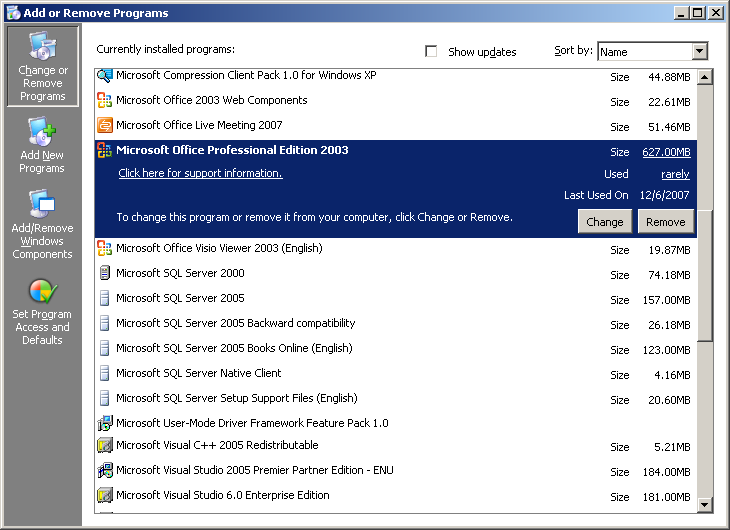 Add or Remove Programs
Change or
Remove
Programs
Add New
Programs
Add/Remove
Windows
Components
Set Program
Access and
Defaults
Currently installed programs:
Show updates
Sort by: Name
Microsoft Compression Client Pack 1.0 for Windows XP Size 44.88MB
Microsoft Office 2003 Web Components Size 22.61MB
Microsoft Office Live Meeting 2007 Size 51.46MB
Microsoft Office Professional Edition 2003 Size 627.00MB
Click here for support information. Used rarely
Last Used On 12/6/2007
To change this program or remove it from your computer, click Change or Remove. Change Remove
Microsoft Office Visio Viewer 2003 (English) Size 19.87MB
Microsoft SQL Server 2000 Size 74.18MB
Microsoft SQL Server 2005 Size 157.00MB
Microsoft SQL Server 2005 Backward compatibility Size 26.18MB
Microsoft SQL Server 2005 Books Online (English) Size 123.00MB
Microsoft SQL Server Native Client Size 4.16MB
Microsoft SQL Server Setup Support Files (English) Size 20.60MB
Microsoft User-Mode Driver Framework Feature Pack 1.0
Microsoft Visual C++ 2005 Redistributable Size 5.21MB
Microsoft Visual Studio 2005 Premier Partner Edition - ENU Size 184.00MB
Microsoft Visual Studio 6.0 Enterprise Edition Size 181.00MB